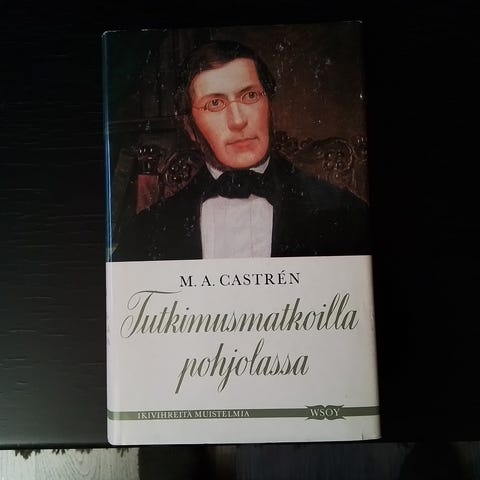 M. A. CASTRÉN
Tutkimusmatkoilla
pohjolassa
IKIVIHREITÄ MUISTELMIA
WSOY